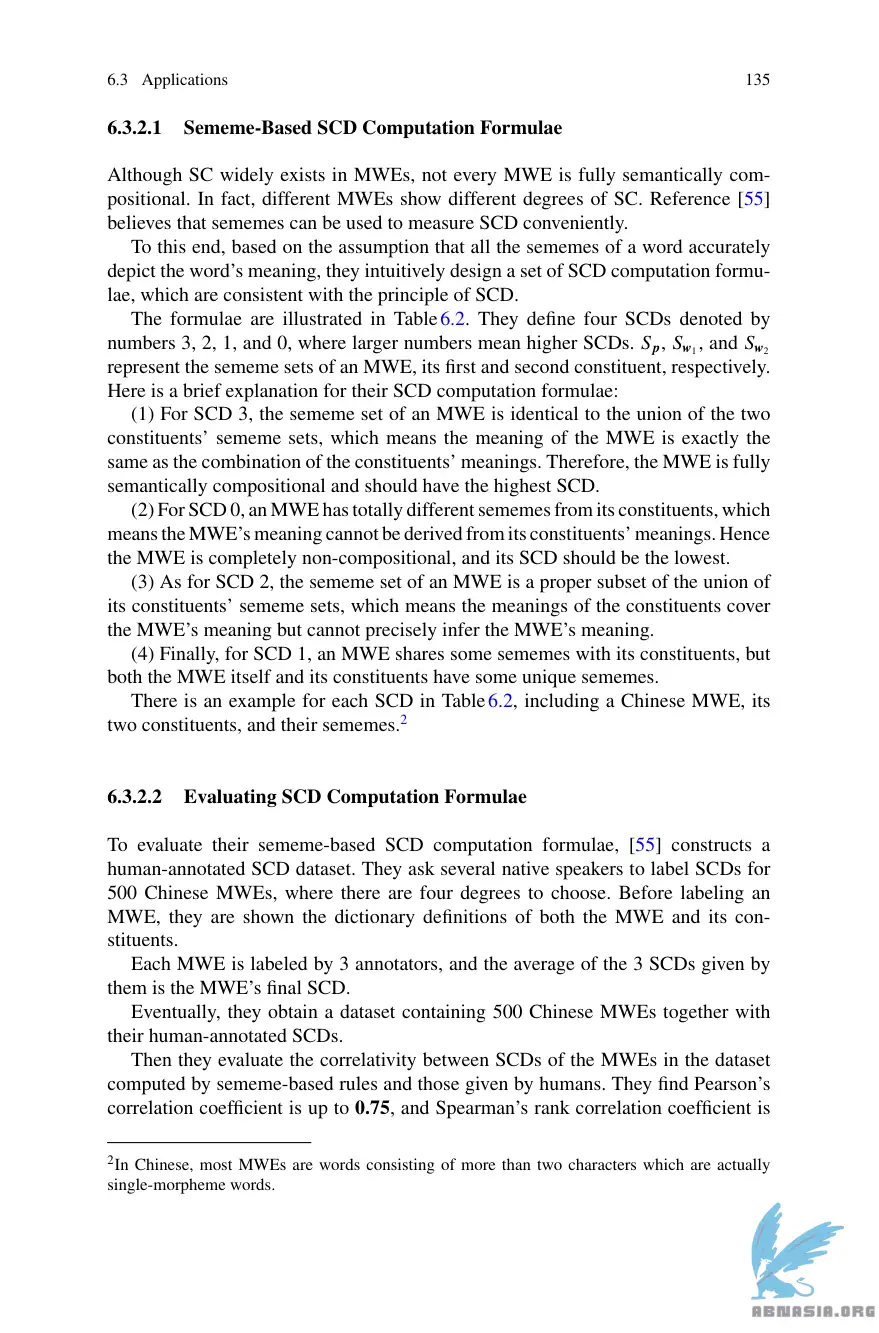 6.3 Applications 135
6.3.2.1 Sememe-Based SCD Computation Formulae
Although SC widely exists in MWEs, not every MWE is fully semantically com-
positional. In fact, different MWEs show different degrees of SC. Reference [55]
believes that sememes can be used to measure SCD conveniently.
To this end, based on the assumption that all the sememes of a word accurately
depict the word's meaning, they intuitively design a set of SCD computation formu-
lae, which are consistent with the principle of SCD.
The formulae are illustrated in Table 6.2. They define four SCDs denoted by
numbers 3, 2, 1, and 0, where larger numbers mean higher SCDs. Sp, Sw1, and Sw2
represent the sememe sets of an MWE, its first and second constituent, respectively.
Here is a brief explanation for their SCD computation formulae:
(1) For SCD 3, the sememe set of an MWE is identical to the union of the two
constituents' sememe sets, which means the meaning of the MWE is exactly the
same as the combination of the constituents' meanings. Therefore, the MWE is fully
semantically compositional and should have the highest SCD.
(2) For SCD 0, an MWE has totally different sememes from its constituents, which
means the MWE's meaning cannot be derived from its constituents' meanings. Hence
the MWE is completely non-compositional, and its SCD should be the lowest.
(3) As for SCD 2, the sememe set of an MWE is a proper subset of the union of
its constituents' sememe sets, which means the meanings of the constituents cover
the MWE's meaning but cannot precisely infer the MWE's meaning.
(4) Finally, for SCD 1, an MWE shares some sememes with its constituents, but
both the MWE itself and its constituents have some unique sememes.
There is an example for each SCD in Table 6.2, including a Chinese MWE, its
two constituents, and their sememes.2
6.3.2.2 Evaluating SCD Computation Formulae
To evaluate their sememe-based SCD computation formulae, [55] constructs a
human-annotated SCD dataset. They ask several native speakers to label SCDs for
500 Chinese MWEs, where there are four degrees to choose. Before labeling an
MWE, they are shown the dictionary definitions of both the MWE and its con-
stituents.
Each MWE is labeled by 3 annotators, and the average of the 3 SCDs given by
them is the MWE's final SCD.
Eventually, they obtain a dataset containing 500 Chinese MWEs together with
their human-annotated SCDs.
Then they evaluate the correlativity between SCDs of the MWEs in the dataset
computed by sememe-based rules and those given by humans. They find Pearson's
correlation coefficient is up to 0.75, and Spearman's rank correlation coefficient is
2In Chinese, most MWEs are words consisting of more than two characters which are actually
single-morpheme words.
ABNASIA.ORG